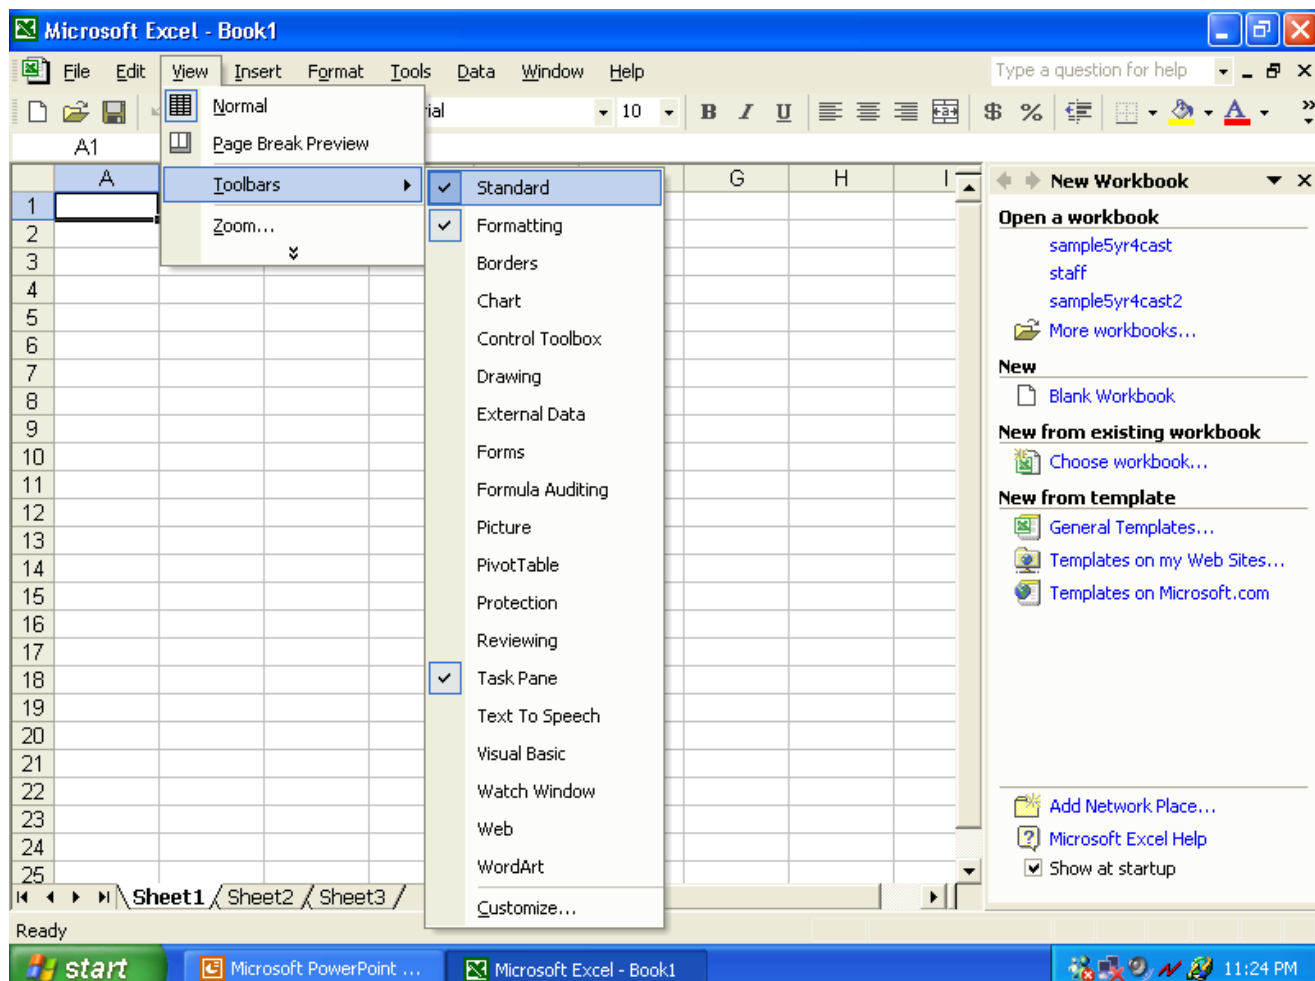 Microsoft Excel - Book1
File Edit View Insert Format Tools Data Window Help Type a question for help
10 B I U $ %
A1
Normal
Page Break Preview
Toolbars
Zoom...
Standard
Formatting
Borders
Chart
Control Toolbox
Drawing
External Data
Forms
Formula Auditing
Picture
PivotTable
Protection
Reviewing
Task Pane
Text To Speech
Visual Basic
Watch Window
Web
WordArt
Customize...
A G H I
1
2
3
4
5
6
7
8
9
10
11
12
13
14
15
16
17
18
19
20
21
22
23
24
25
New Workbook
Open a workbook
sample5yr4cast
staff
sample5yr4cast2
More workbooks...
New
Blank Workbook
New from existing workbook
Choose workbook...
New from template
General Templates...
Templates on my Web Sites...
Templates on Microsoft.com
Add Network Place...
Microsoft Excel Help
Show at startup
Sheet1 Sheet2 Sheet3
Ready
start Microsoft PowerPoint ... Microsoft Excel - Book1 11:24 PM